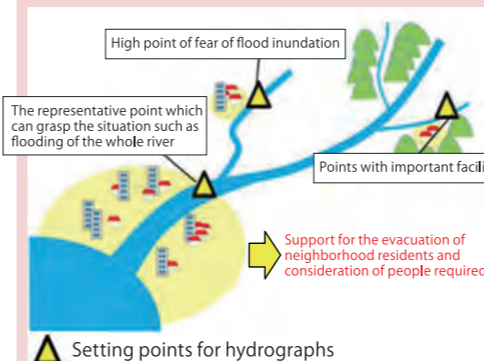 High point of fear of flood inundation
The representative point which
can grasp the situation such as
flooding of the whole river
Points with important facili
Support for the evacuation of
neighborhood residents and
consideration of people required
Setting points for hydrographs